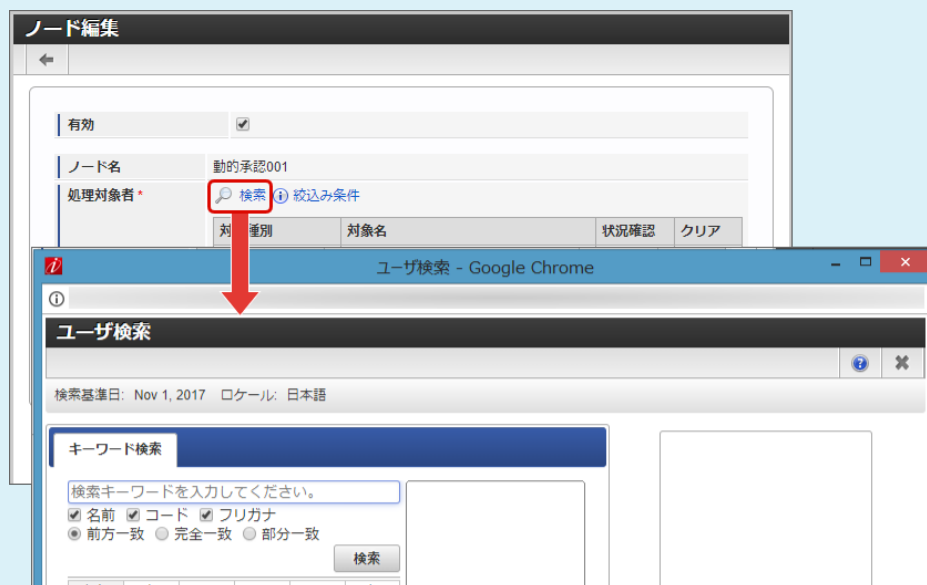 ノード編集
有効
ノード名 動的承認001
処理対象者* 検索 絞込み条件
対 種別 対象名 状況確認 クリア
ユーザ検索 - Google Chrome
ユーザ検索
検索基準日: Nov 1, 2017 ロケール: 日本語
キーワード検索
検索キーワードを入力してください。
名前 コード フリガナ
前方一致 完全一致 部分一致
検索